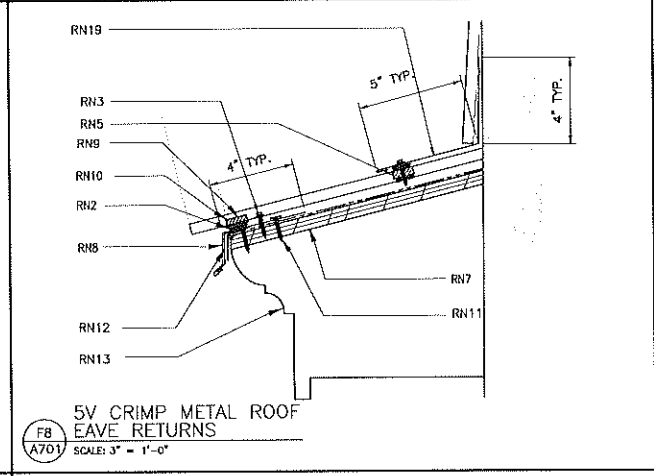 RN19
5" TYP.
4" TYP.
RN3
RN5
RN9
4" TYP.
RN10
RN2
RN8
RN7
RN11
RN12
RN13
5V CRIMP METAL ROOF
EAVE RETURNS
F8
A701
SCALE: 3" = 1'-0"